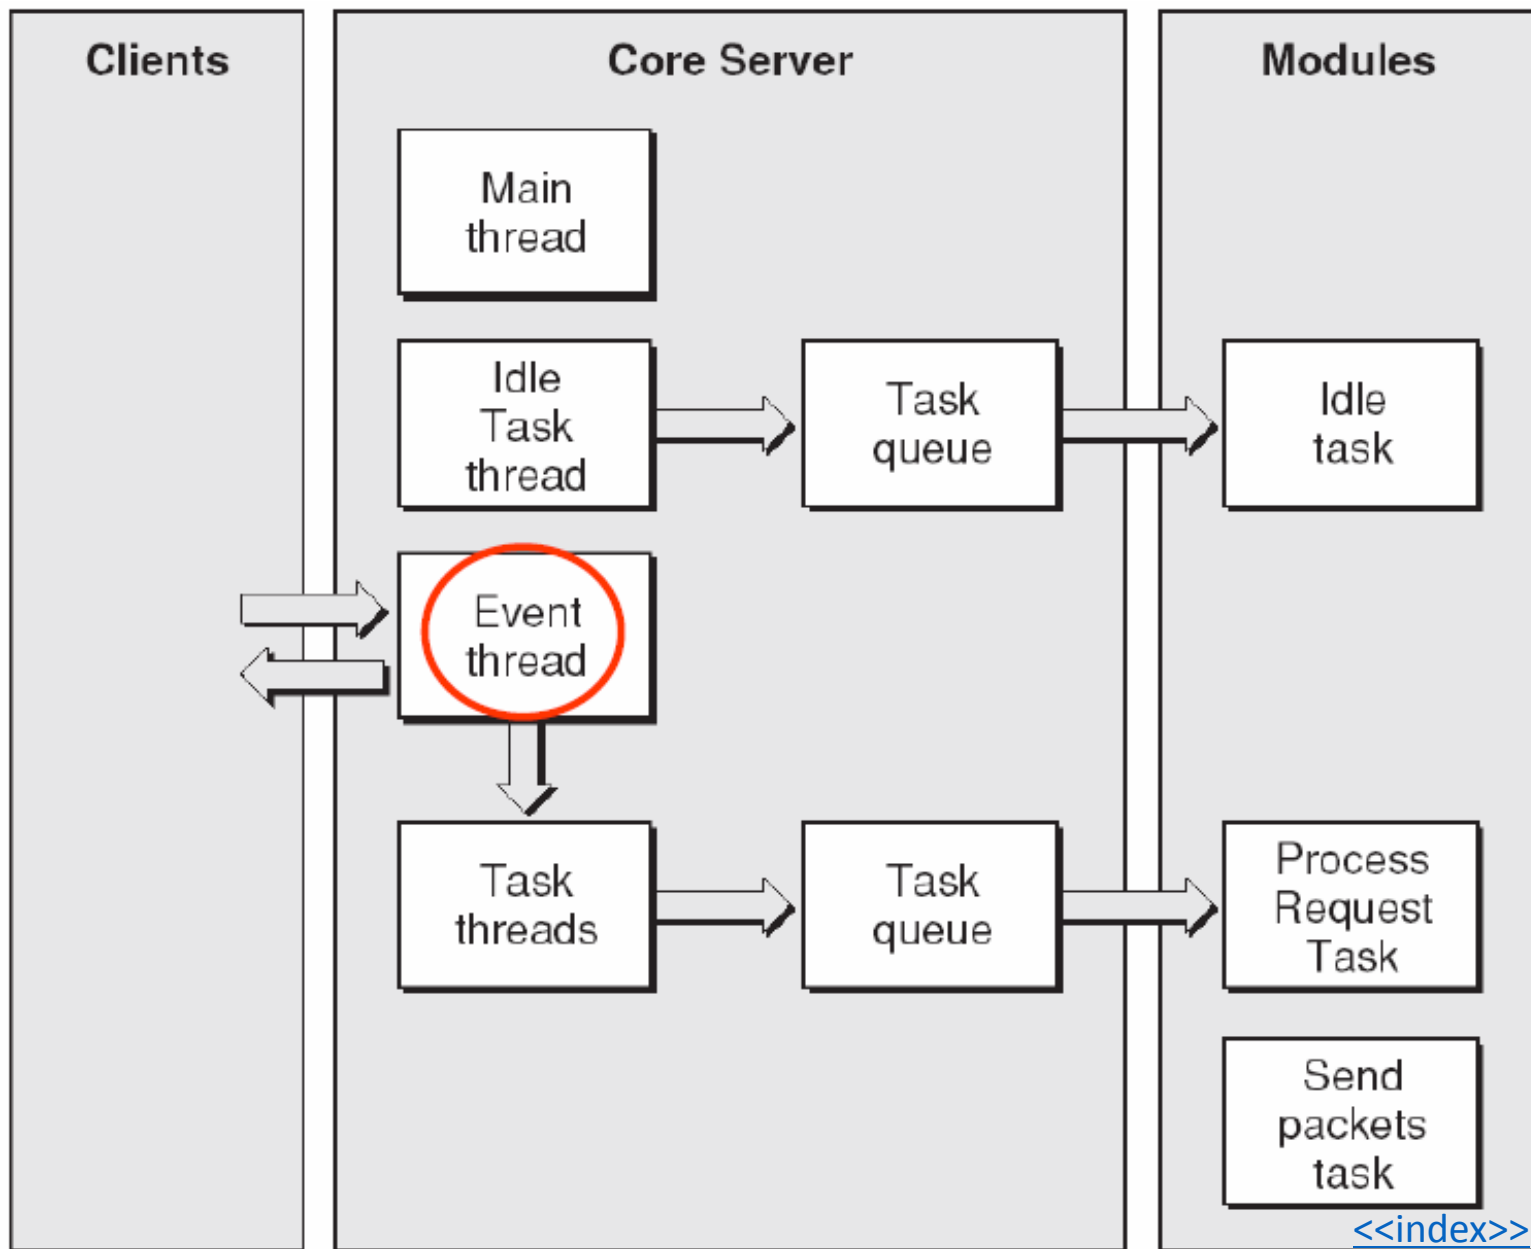 Clients
Core Server
Modules
Main
thread
Idle
Task
thread
Task
queue
Idle
task
Event
thread
Task
threads
Task
queue
Process
Request
Task
Send
packets
task
<<index>>